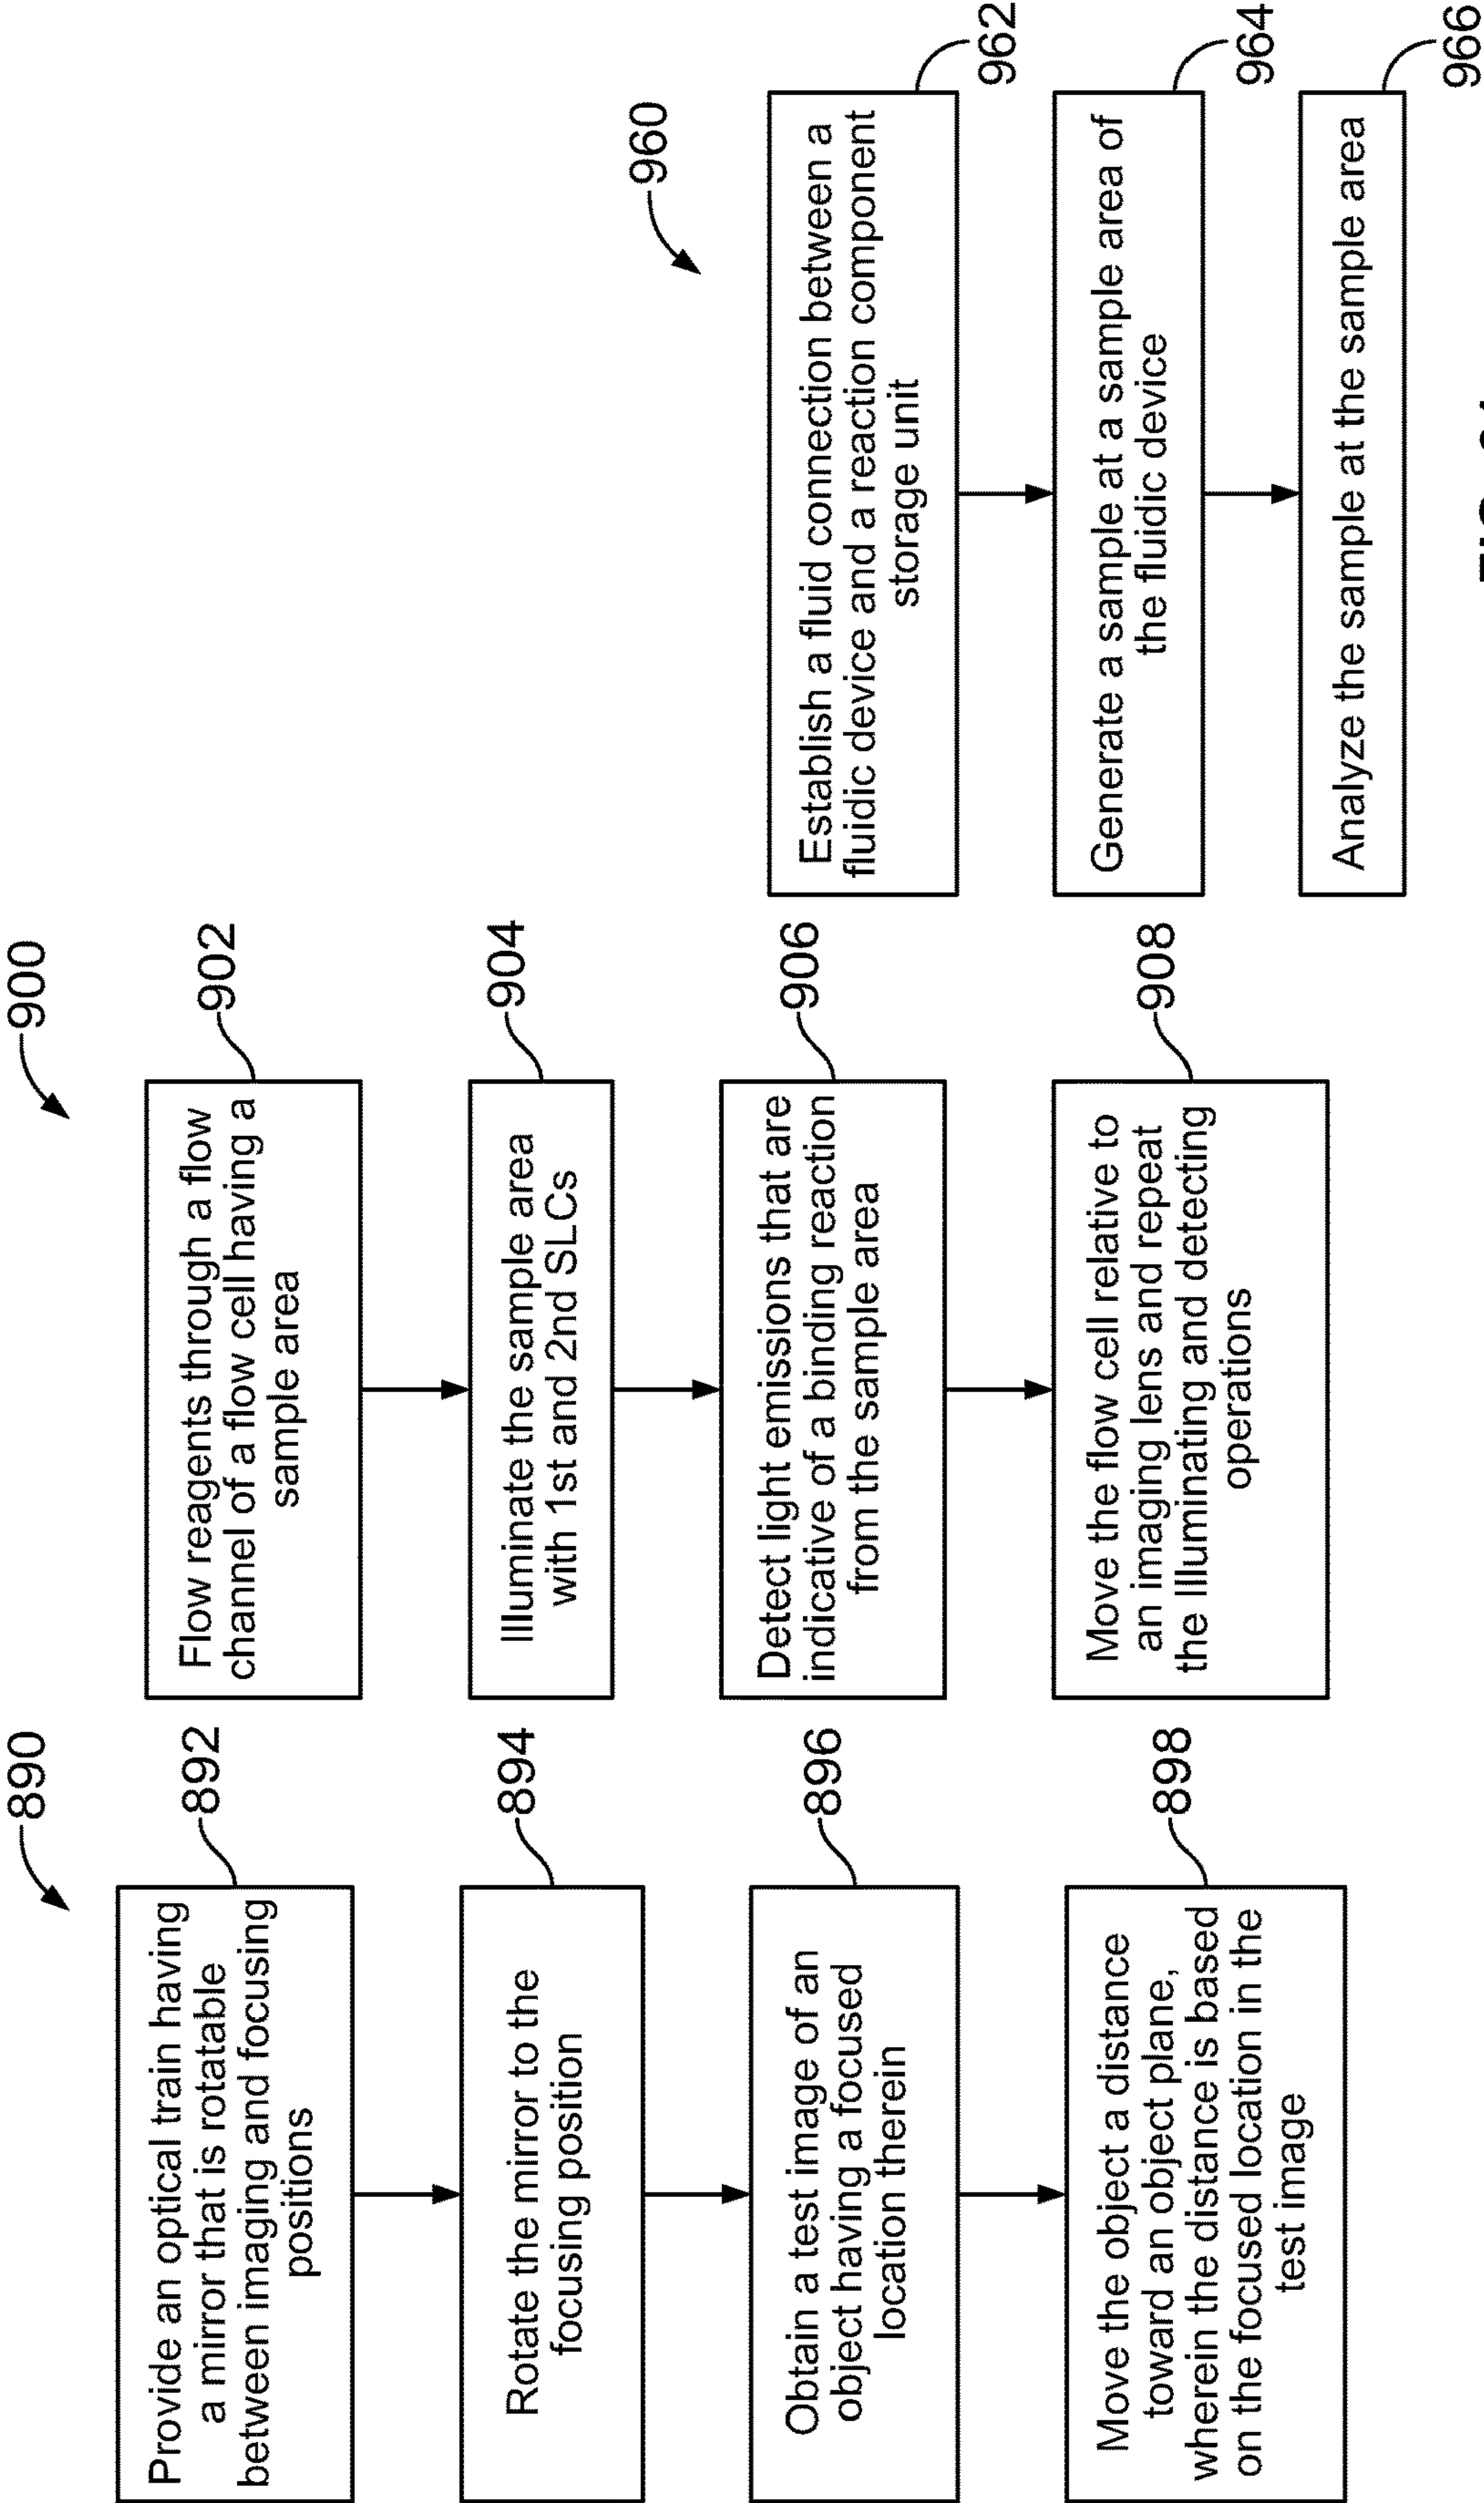 890
Provide an optical train having
a mirror that is rotatable
between imaging and focusing
positions
892
Rotate the mirror to the
focusing position
894
Obtain a test image of an
object having a focused
location therein
896
Move the object a distance
toward an object plane,
wherein the distance is based
on the focused location in the
test image
898
900
Flow reagents through a flow
channel of a flow cell having a
sample area
902
Illuminate the sample area
with 1st and 2nd SLCs
904
Detect light emissions that are
indicative of a binding reaction
from the sample area
906
Move the flow cell relative to
an imaging lens and repeat
the illuminating and detecting
operations
908
960
Establish a fluid connection between a
fluidic device and a reaction component
storage unit
962
Generate a sample at a sample area of
the fluidic device
964
Analyze the sample at the sample area
966